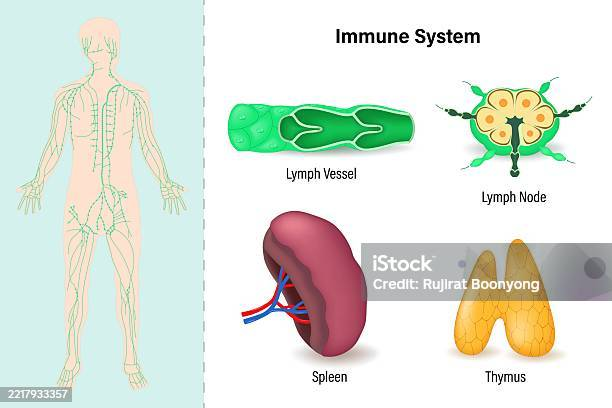 Immune System
Lymph Vessel
Lymph Node
iStock
Credit: Rujirat Boonyong
Spleen
Thymus
2217933357